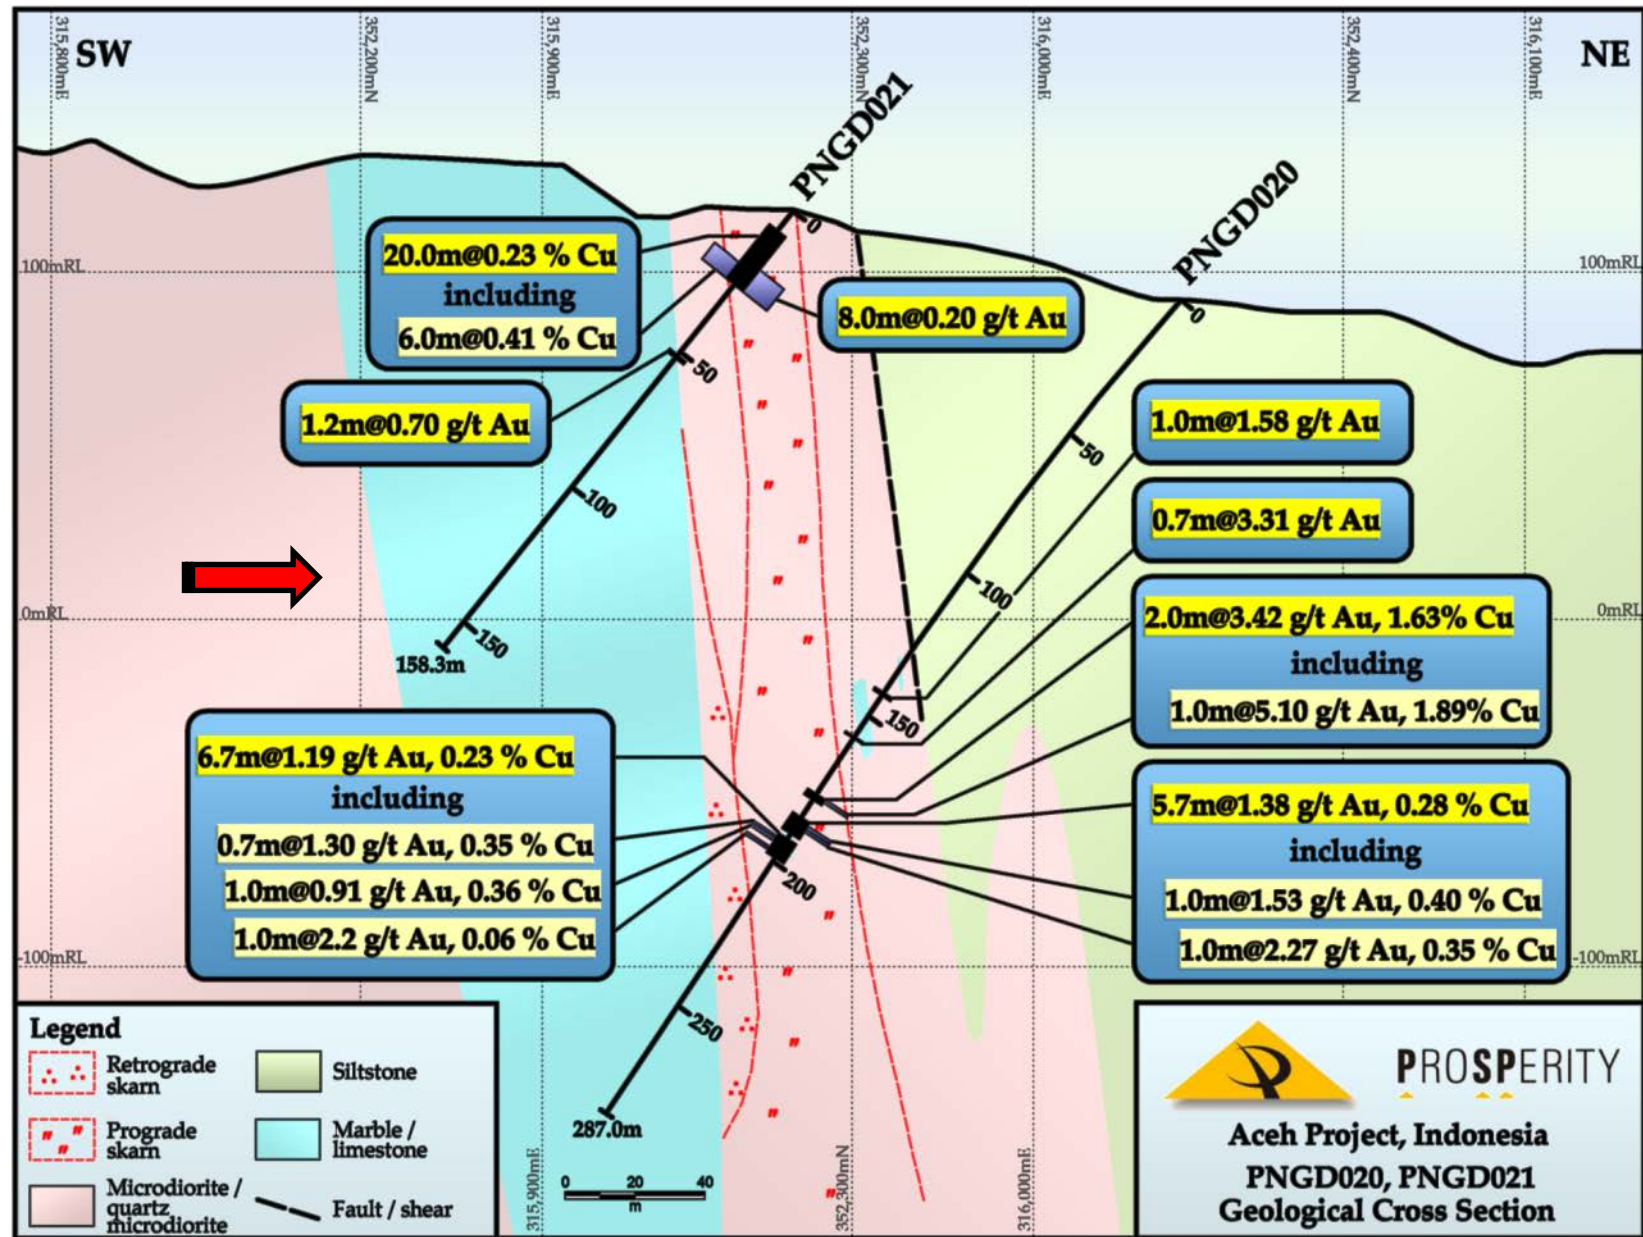 315,800mE
352,200mN
315,900mE
352,300mN
316,000mE
352,400mN
316,100mE
SW
NE
PNGD021
PNGD020
0
0
100mRL
100mRL
20.0m@0.23 % Cu
including
6.0m@0.41 % Cu
8.0m@0.20 g/t Au
50
1.2m@0.70 g/t Au
1.0m@1.58 g/t Au
50
100
0.7m@3.31 g/t Au
100
0mRL
0mRL
150
158.3m
2.0m@3.42 g/t Au, 1.63% Cu
including
1.0m@5.10 g/t Au, 1.89% Cu
150
6.7m@1.19 g/t Au, 0.23 % Cu
including
0.7m@1.30 g/t Au, 0.35 % Cu
1.0m@0.91 g/t Au, 0.36 % Cu
1.0m@2.2 g/t Au, 0.06 % Cu
5.7m@1.38 g/t Au, 0.28 % Cu
including
1.0m@1.53 g/t Au, 0.40 % Cu
1.0m@2.27 g/t Au, 0.35 % Cu
200
-100mRL
-100mRL
250
287.0m
Legend
Retrograde
skarn
Siltstone
Prograde
skarn
Marble /
limestone
Microdiorite /
quartz
microdiorite
Fault / shear
315,900mE
352,300mN
316,000mE
0 20 40
m
PROSPERITY
Aceh Project, Indonesia
PNGD020, PNGD021
Geological Cross Section